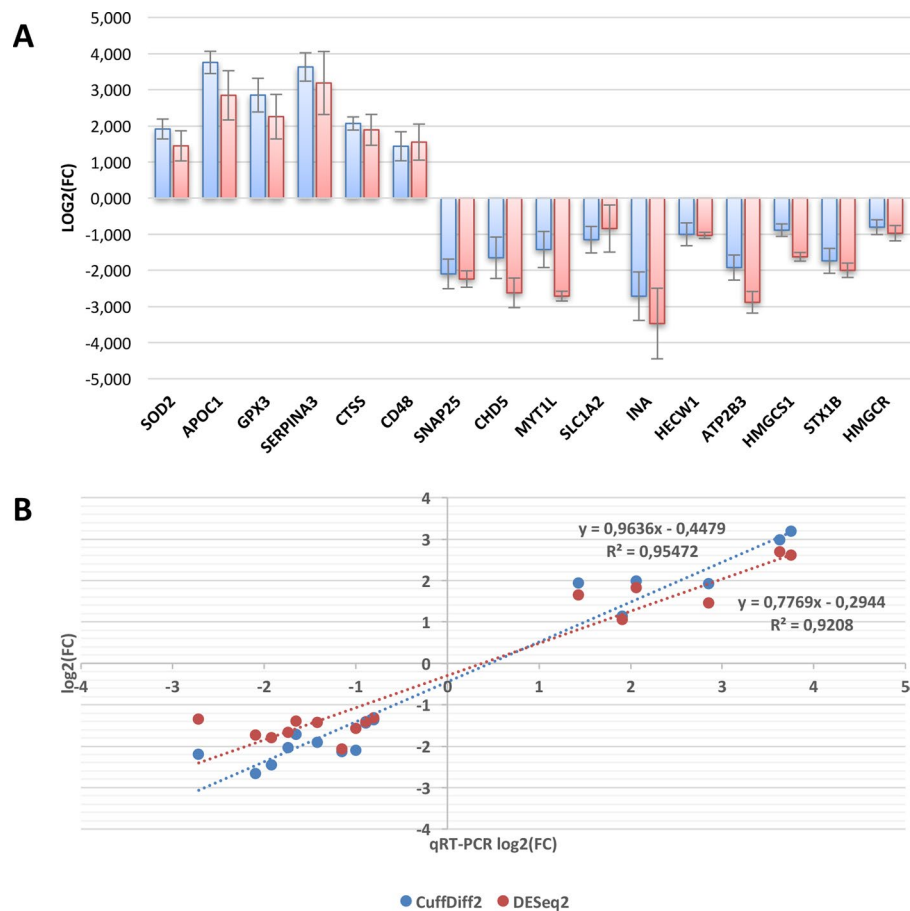 A
5,000
4,000
3,000
2,000
1,000
0,000
-1,000
-2,000
-3,000
-4,000
-5,000
LOG2(FC)
SOD2
APOC1
GPX3
SERPINA3
CTSS
CD48
SNAP25
CHD5
MYT1L
SLC1A2
INA
HECW1
ATP2B3
HMGCS1
STX1B
HMGCR
B
4
3
2
1
0
-1
-2
-3
-4
log2(FC)
-4 -3 -2 -1 0 1 2 3 4 5
y = 0,9636x - 0,4479
R² = 0,95472
y = 0,7769x - 0,2944
R² = 0,9208
qRT-PCR log2(FC)
CuffDiff2 DESeq2